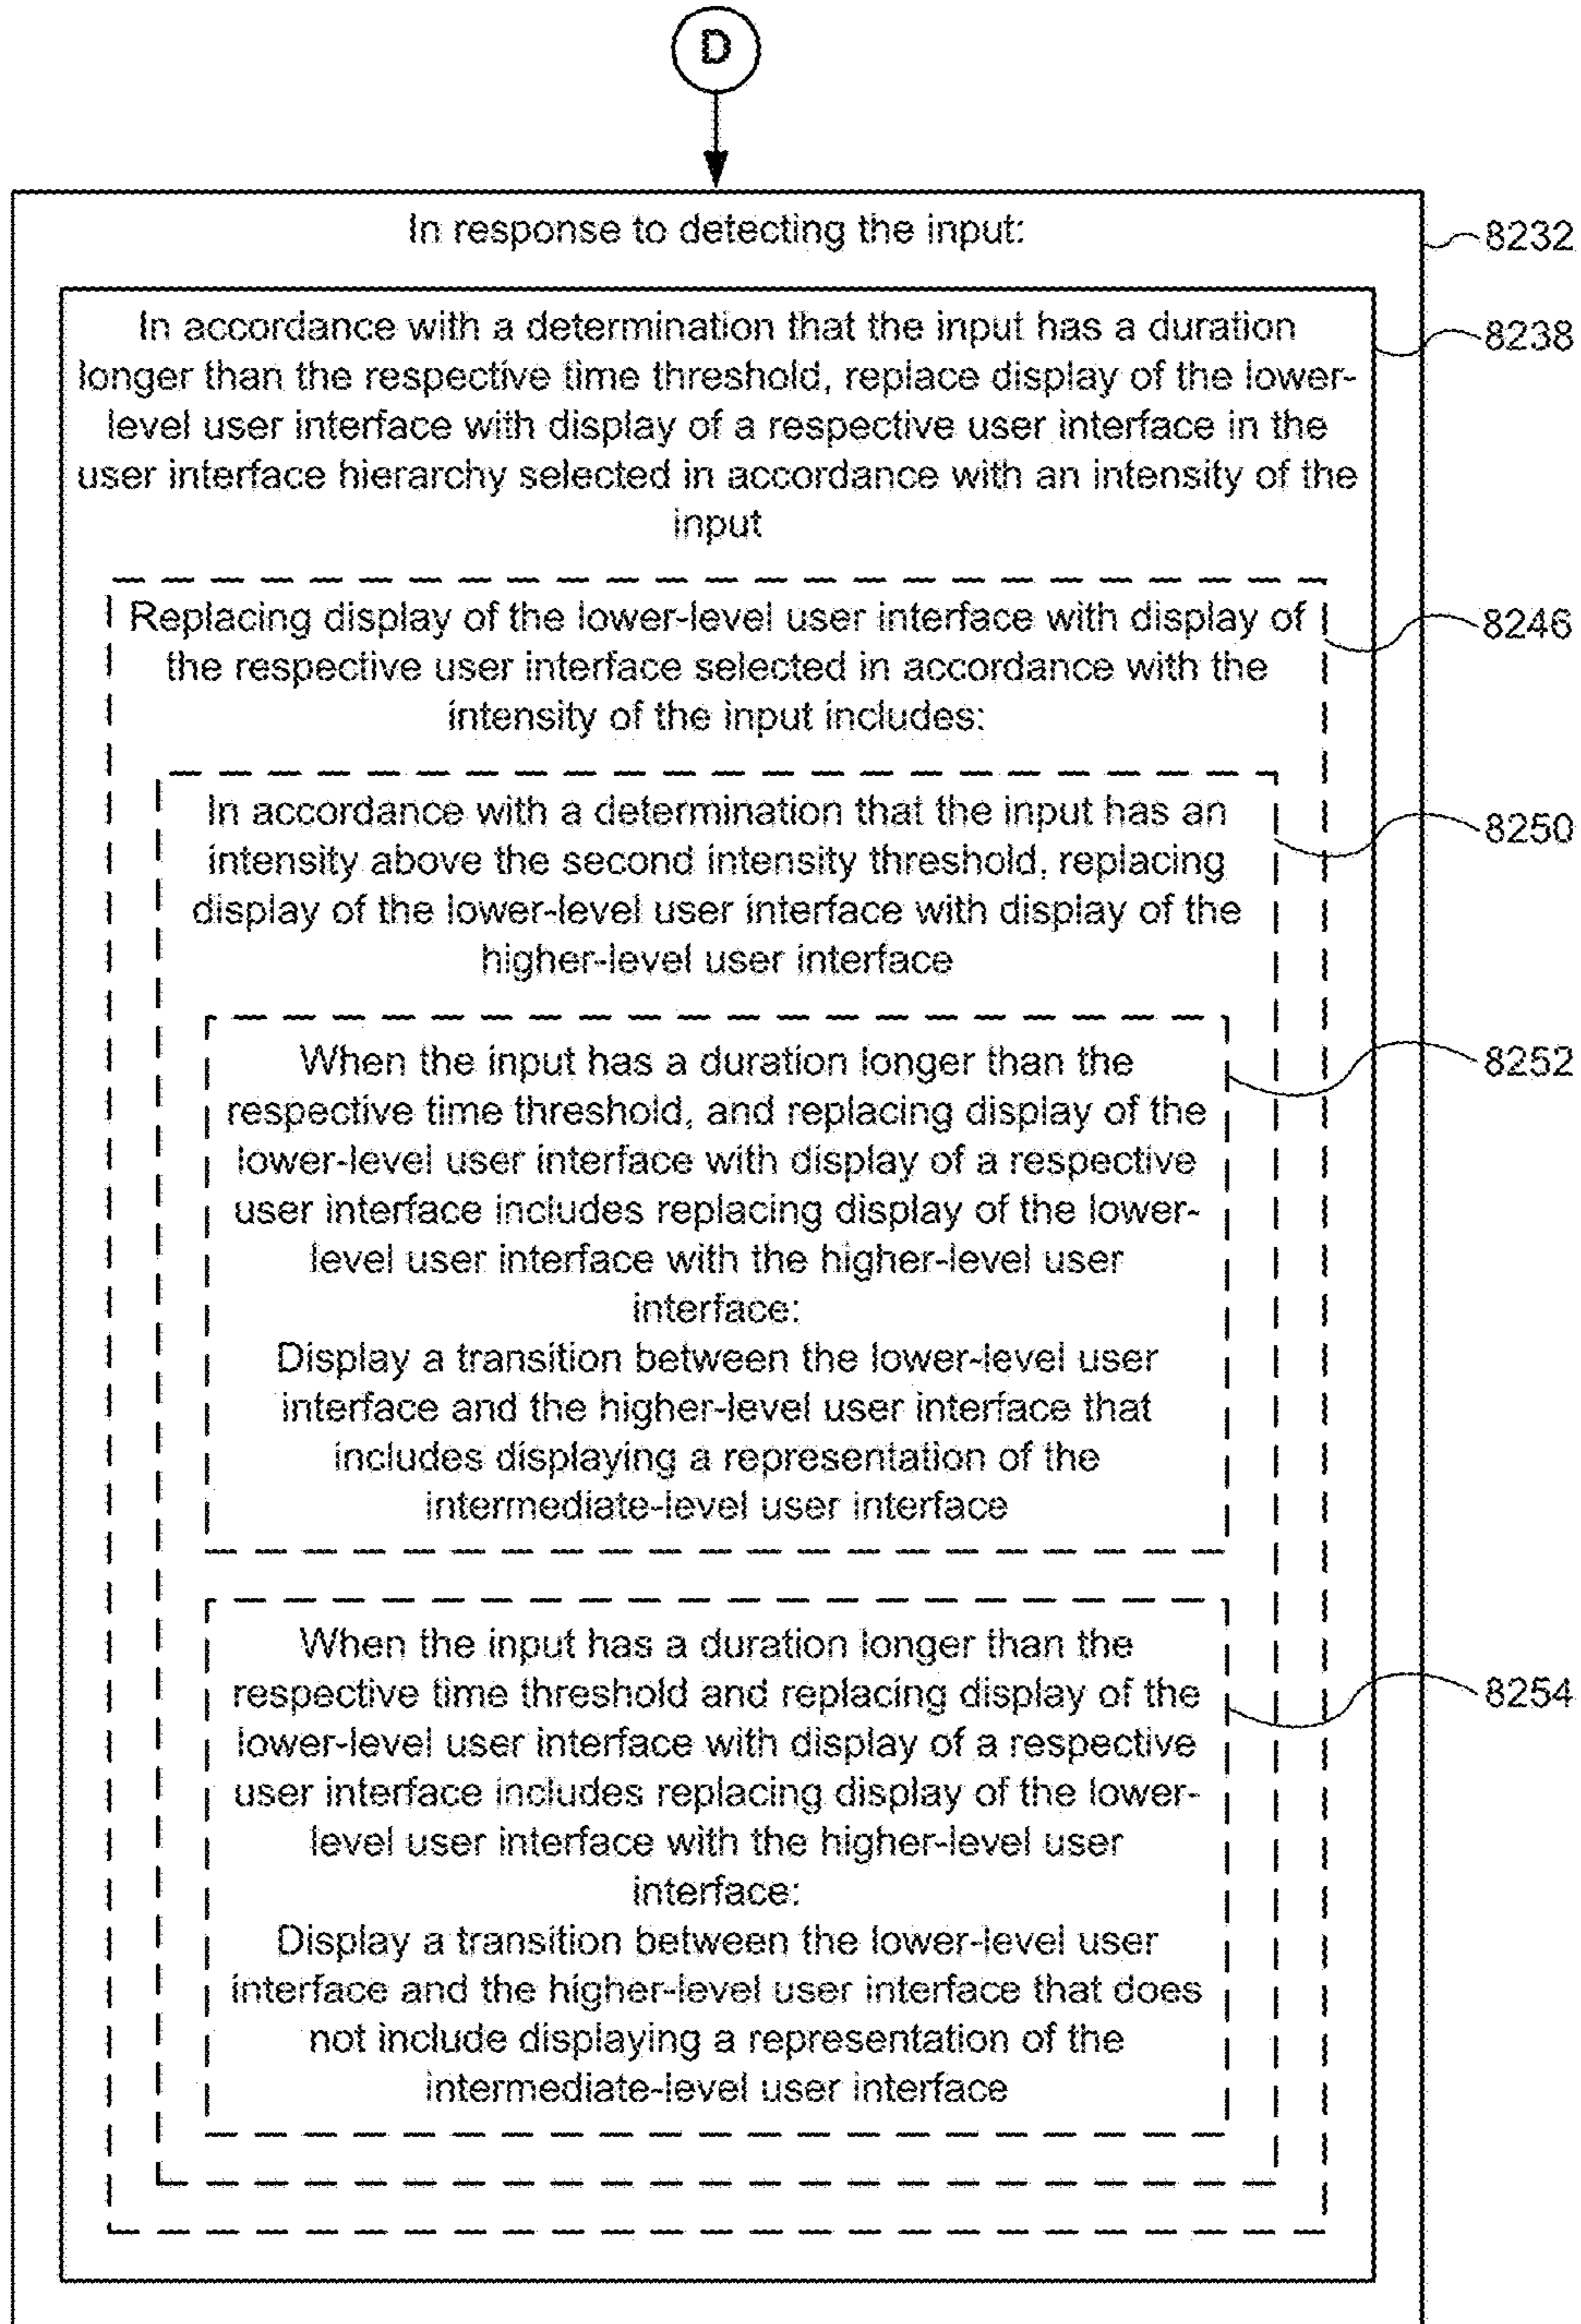 D
In response to detecting the input:
8232
In accordance with a determination that the input has a duration
8238
longer than the respective time threshold, replace display of the lower-
level user interface with display of a respective user interface in the
user interface hierarchy selected in accordance with an intensity of the
input
Replacing display of the lower-level user interface with display of
8246
the respective user interface selected in accordance with the
intensity of the input includes:
In accordance with a determination that the input has an
8250
intensity above the second intensity threshold, replacing
display of the lower-level user interface with display of the
higher-level user interface
When the input has a duration longer than the
8252
respective time threshold, and replacing display of the
lower-level user interface with display of a respective
user interface includes replacing display of the lower-
level user interface with the higher-level user
interface:
Display a transition between the lower-level user
interface and the higher-level user interface that
includes displaying a representation of the
intermediate-level user interface
When the input has a duration longer than the
respective time threshold and replacing display of the
8254
lower-level user interface with display of a respective
user interface includes replacing display of the lower-
level user interface with the higher-level user
interface:
Display a transition between the lower-level user
interface and the higher-level user interface that does
not include displaying a representation of the
intermediate-level user interface